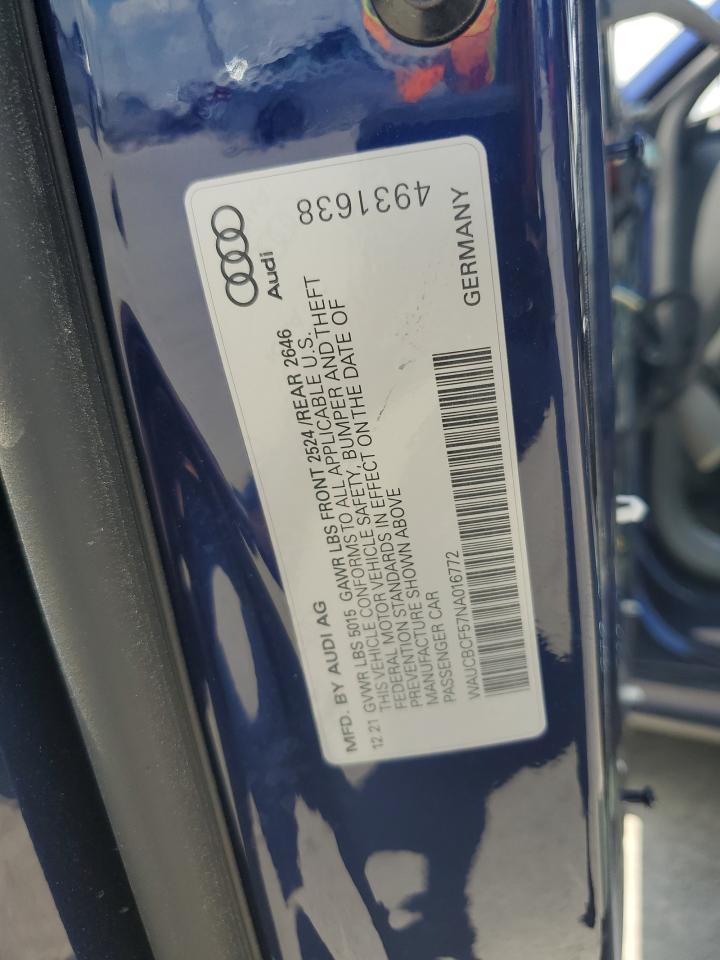 MFD. BY AUDI AG
Audi
12.21 GVWR LBS 5015 GAWR LBS FRONT 2524/REAR 2646
THIS VEHICLE CONFORMS TO ALL APPLICABLE U.S.
FEDERAL MOTOR VEHICLE SAFETY, BUMPER AND THEFT
PREVENTION STANDARDS IN EFFECT ON THE DATE OF
MANUFACTURE SHOWN ABOVE
PASSENGER CAR
WAUCBCF57NA016772
GERMANY
4931638